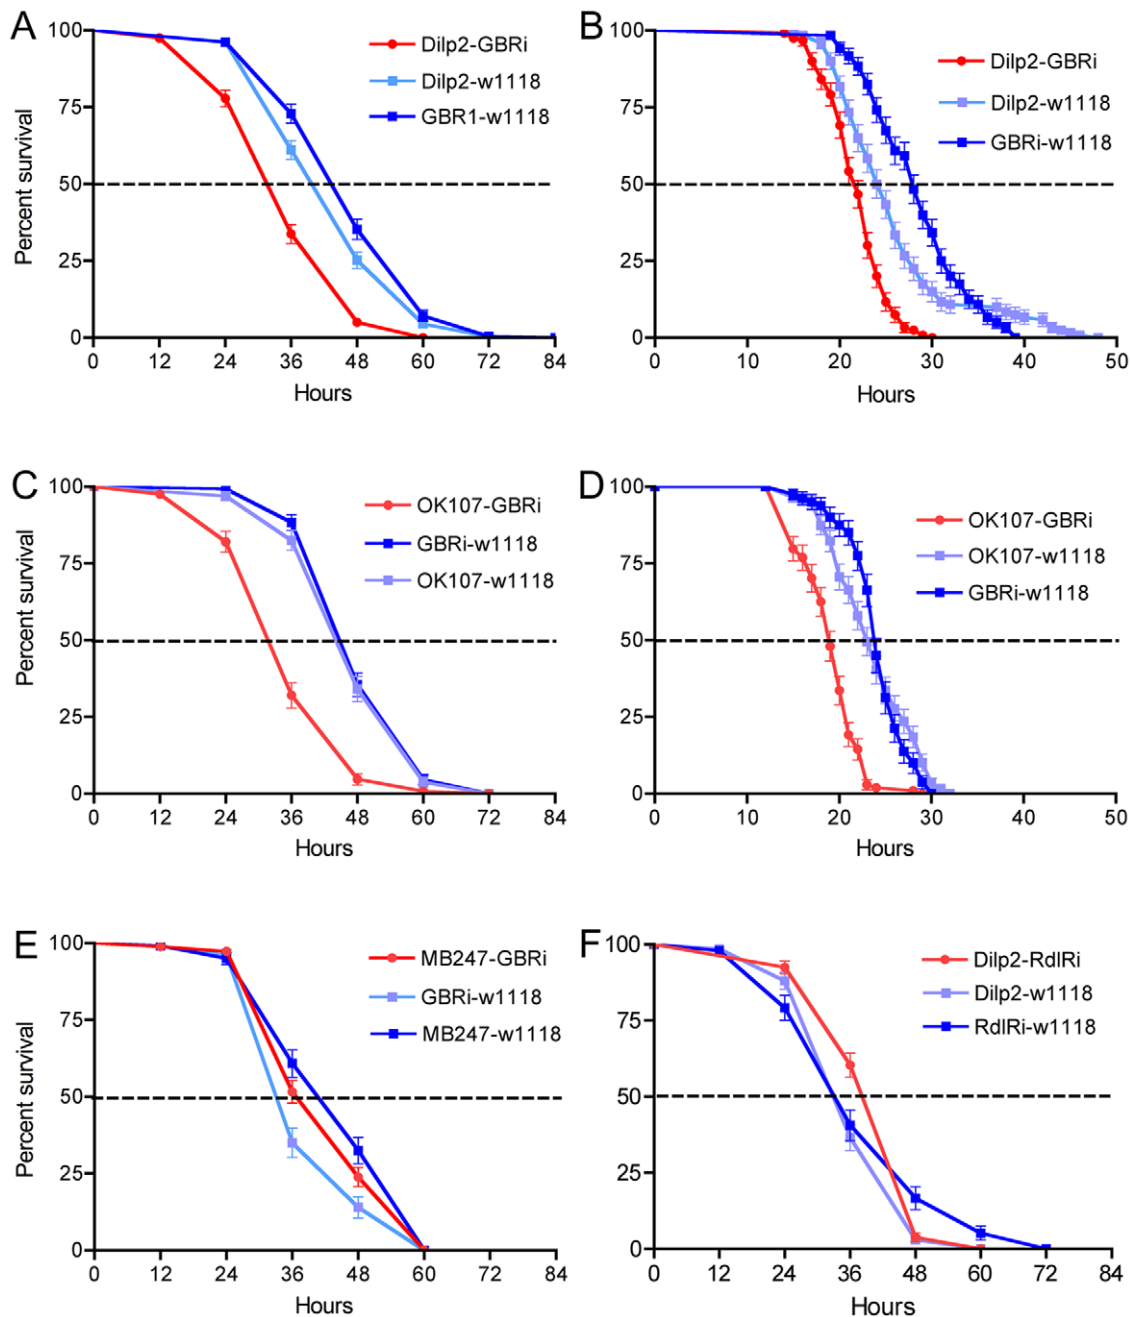 A
Percent survival
100
75
50
25
0
0 12 24 36 48 60 72 84
Hours
Dilp2-GBRi
Dilp2-w1118
GBR1-w1118
B
100
75
50
25
0
0 10 20 30 40 50
Hours
Dilp2-GBRi
Dilp2-w1118
GBRi-w1118
C
Percent survival
100
75
50
25
0
0 12 24 36 48 60 72 84
Hours
OK107-GBRi
GBRi-w1118
OK107-w1118
D
100
75
50
25
0
0 10 20 30 40 50
Hours
OK107-GBRi
OK107-w1118
GBRi-w1118
E
Percent survival
100
75
50
25
0
0 12 24 36 48 60 72 84
Hours
MB247-GBRi
GBRi-w1118
MB247-w1118
F
100
75
50
25
0
0 12 24 36 48 60 72 84
Hours
Dilp2-RdlRi
Dilp2-w1118
RdlRi-w1118